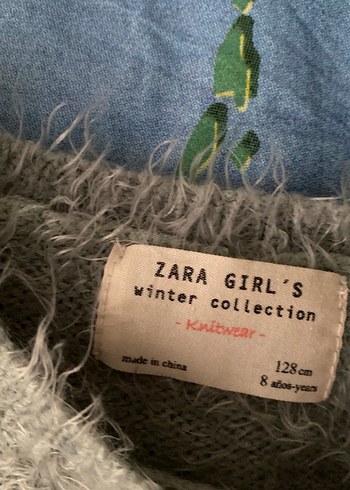 ZARA GIRL´S
winter collection
- Knitwear -
made in china
128 cm
8 años-years